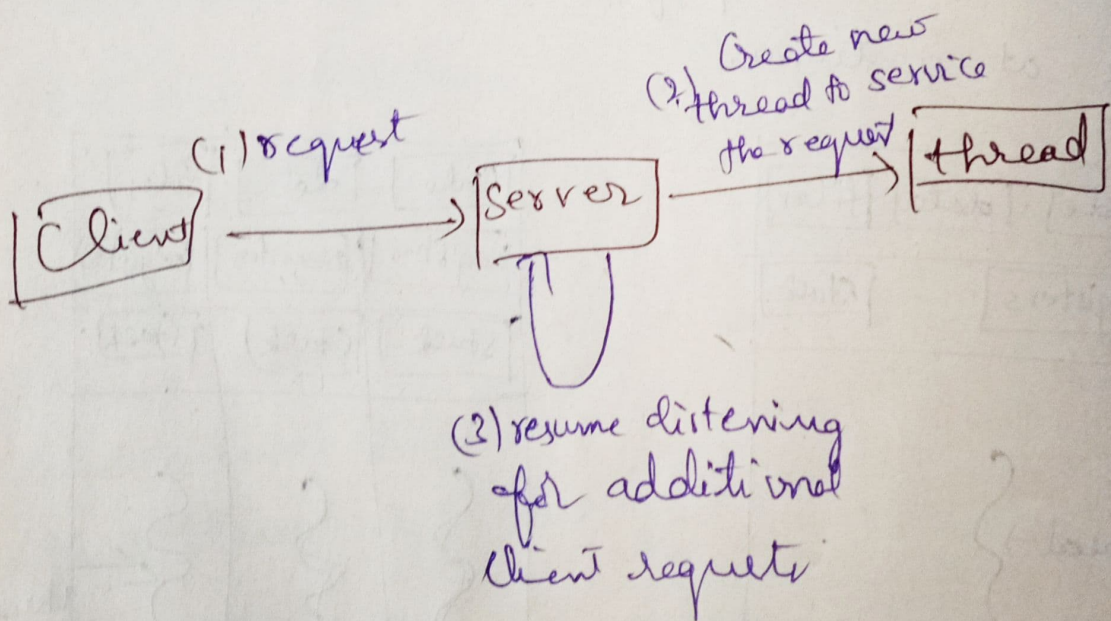 (1) request
Client
Server
(2) Create new
thread to service
the request
thread
(3) resume listening
for additional
client requests